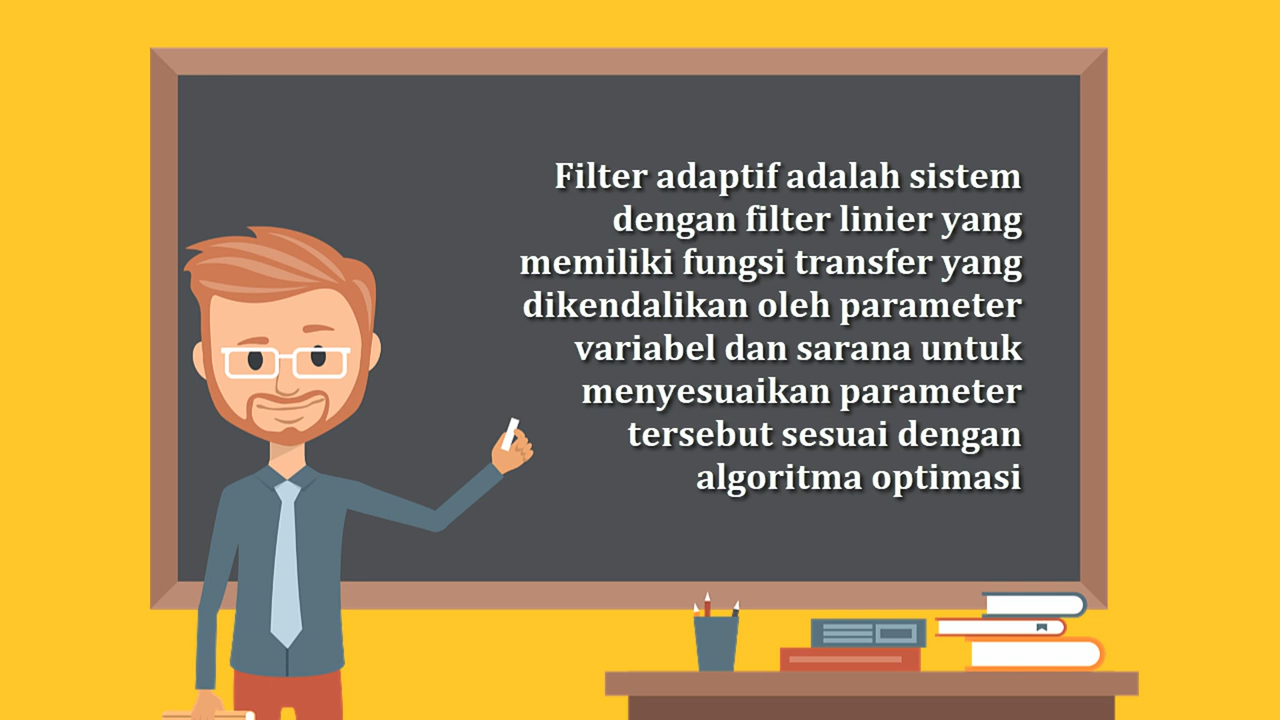 Filter adaptif adalah sistem
dengan filter linier yang
memiliki fungsi transfer yang
dikendalikan oleh parameter
variabel dan sarana untuk
menyesuaikan parameter
tersebut sesuai dengan
algoritma optimasi